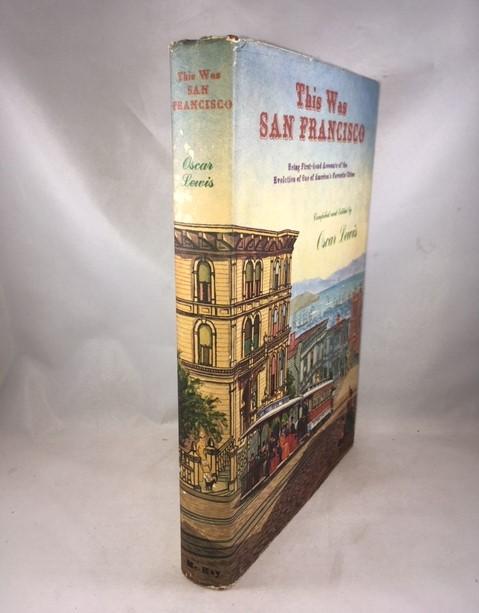 This Was
SAN
FRANCISCO
Oscar
Lewis
McKay
This Was
SAN FRANCISCO
Being First-hand Accounts of the
Evolution of One of America's Favorite Cities
Compiled and Edited by
Oscar Lewis